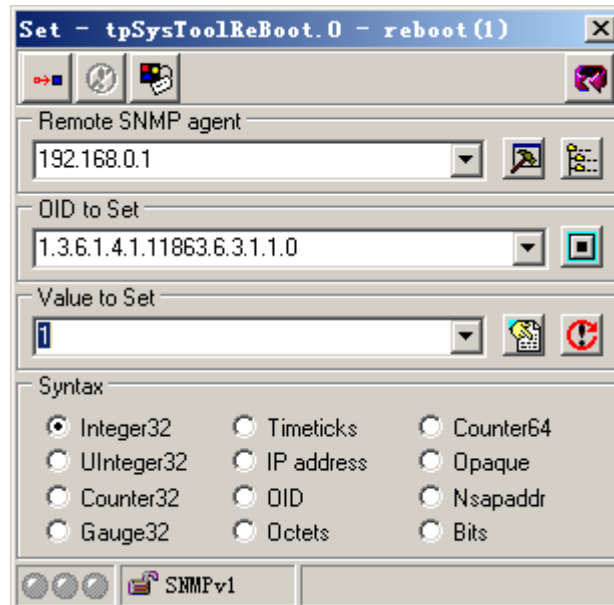 Set - tpSysToolReBoot.0 - reboot(1)
Remote SNMP agent
192.168.0.1
OID to Set
1.3.6.1.4.1.11863.6.3.1.1.0
Value to Set
1
Syntax
Integer32 Timeticks Counter64
UInteger32 IP address Opaque
Counter32 OID Nsapaddr
Gauge32 Octets Bits
SNMPv1